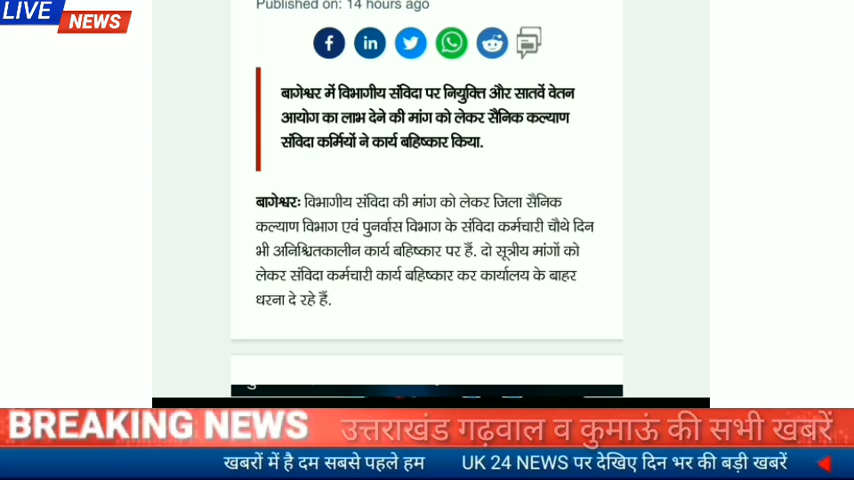 LIVE
NEWS
Published on: 14 hours ago
बागेश्वर में विभागीय संविदा पर नियुक्ति और सातवें वेतन
आयोग का लाभ देने की मांग को लेकर सैनिक कल्याण
संविदा कर्मियों ने कार्य बहिष्कार किया.
बागेश्वरः विभागीय संविदा की मांग को लेकर जिला सैनिक
कल्याण विभाग एवं पुनर्वास विभाग के संविदा कर्मचारी चौथे दिन
भी अनिश्चितकालीन कार्य बहिष्कार पर हैं. दो सूत्रीय मांगों को
लेकर संविदा कर्मचारी कार्य बहिष्कार कर कार्यालय के बाहर
धरना दे रहे हैं.
BREAKING NEWS उत्तराखंड गढ़वाल व कुमाऊं की सभी खबरें
खबरों में है दम सबसे पहले हम UK 24 NEWS पर देखिए दिन भर की बड़ी खबरें